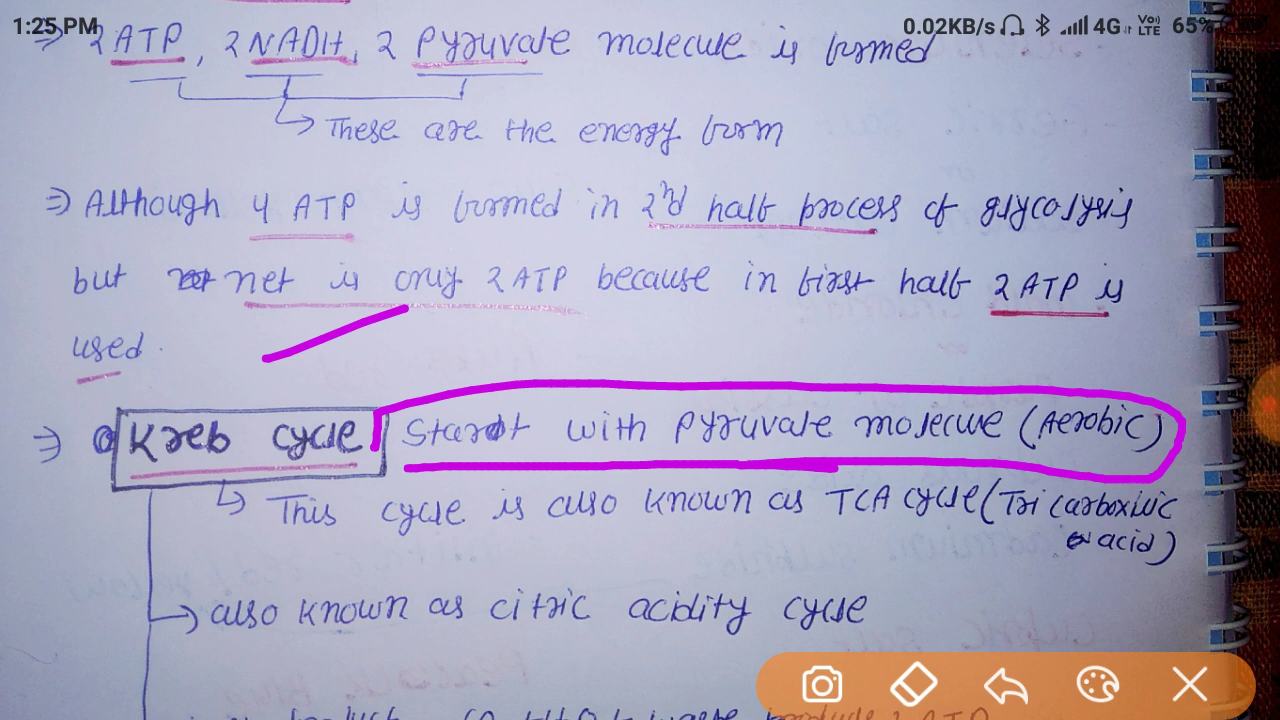 1:25 PM 0.02KB/s 4G Vo) LTE 65%
⇒ 2 ATP, 2 NADH, 2 Pyruvate molecule is formed
↳ These are the energy form
⇒ Although 4 ATP is formed in 2nd half process of glycolysis
but net is only 2 ATP because in first half 2 ATP is
used.
⇒ Kreb cycle Start with pyruvate molecule (Aerobic)
↳ This cycle is also known as TCA cycle (Tri carboxilic
acid)
→ also known as citric acidity cycle